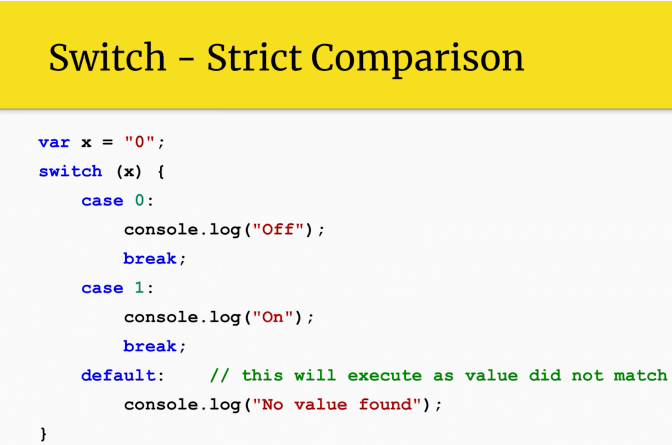 Switch - Strict Comparison
var x = "0";
switch (x) {
    case 0:
        console.log("Off");
        break;
    case 1:
        console.log("On");
        break;
    default:    // this will execute as value did not match
        console.log("No value found");
}